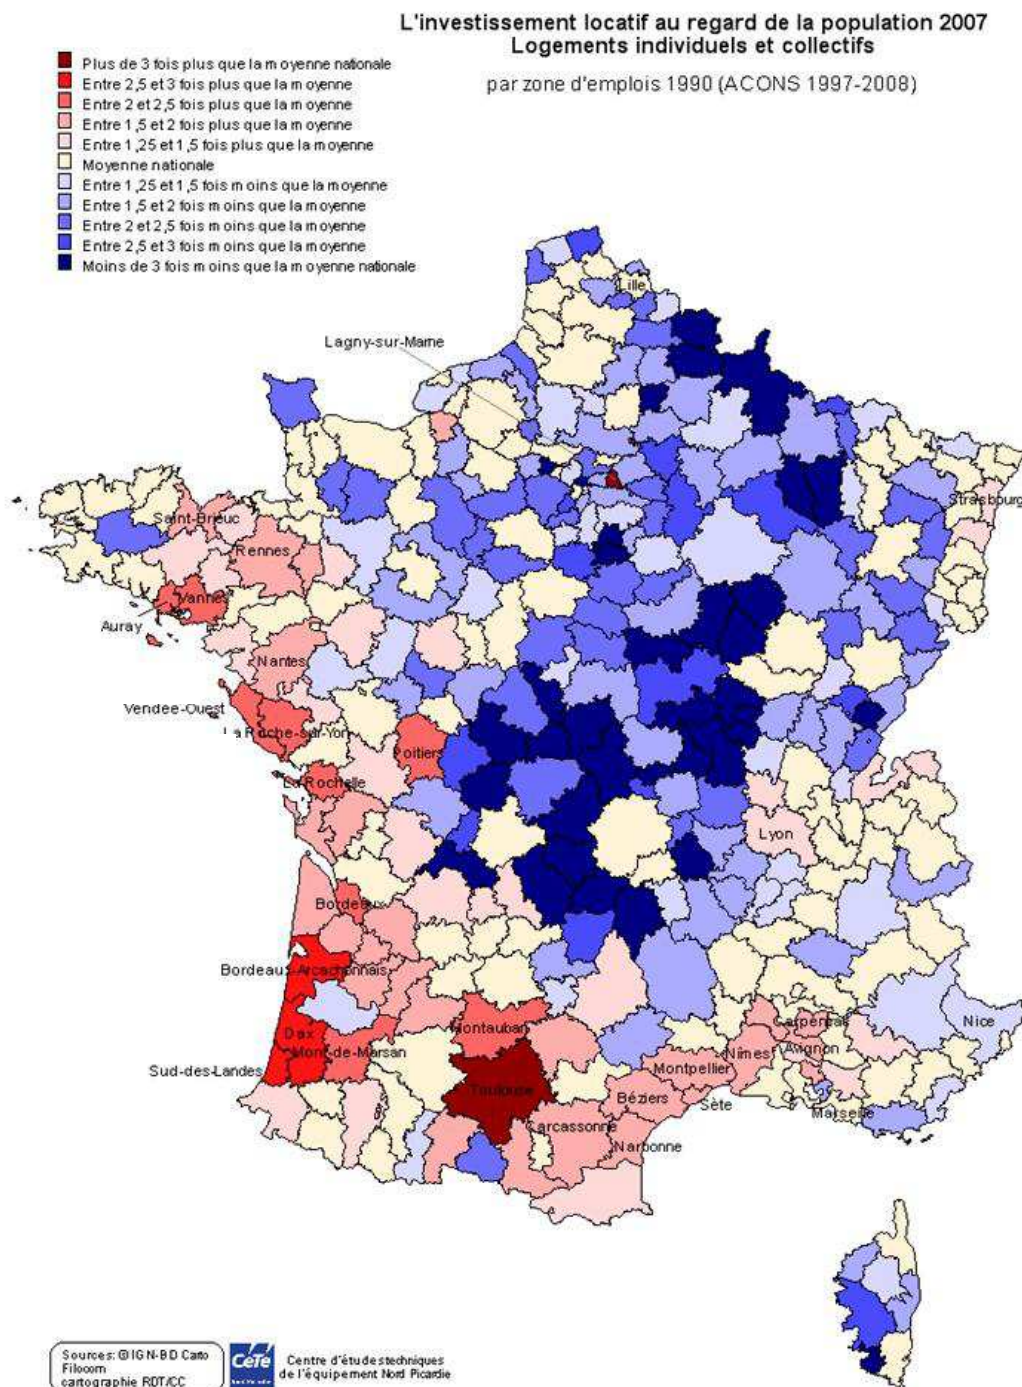 L'investissement locatif au regard de la population 2007
Logements individuels et collectifs
par zone d'emplois 1990 (ACONS 1997-2008)
Plus de 3 fois plus que la moyenne nationale
Entre 2,5 et 3 fois plus que la moyenne
Entre 2 et 2,5 fois plus que la moyenne
Entre 1,5 et 2 fois plus que la moyenne
Entre 1,25 et 1,5 fois plus que la moyenne
Moyenne nationale
Entre 1,25 et 1,5 fois moins que la moyenne
Entre 1,5 et 2 fois moins que la moyenne
Entre 2 et 2,5 fois moins que la moyenne
Entre 2,5 et 3 fois moins que la moyenne
Moins de 3 fois moins que la moyenne nationale
Lille
Lagny-sur-Marne
Strasbourg
Saint-Brieuc
Rennes
Vannes
Auray
Nantes
Vendee-Ouest
La Roche-sur-Yon
Poitiers
La Rochelle
Lyon
Bordeaux
Bordeaux-Arcachonnais
Dax
Mont-de-Marsan
Sud-des-Landes
Montauban
Toulouse
Carpentras
Avignon
Nice
Nîmes
Montpellier
Béziers
Sète
Marseille
Carcassonne
Narbonne
Sources: ©IGN-BD Carto
Filocom
cartographie RDT/CC
CeTe
Centre d'études techniques
de l'équipement Nord Picardie